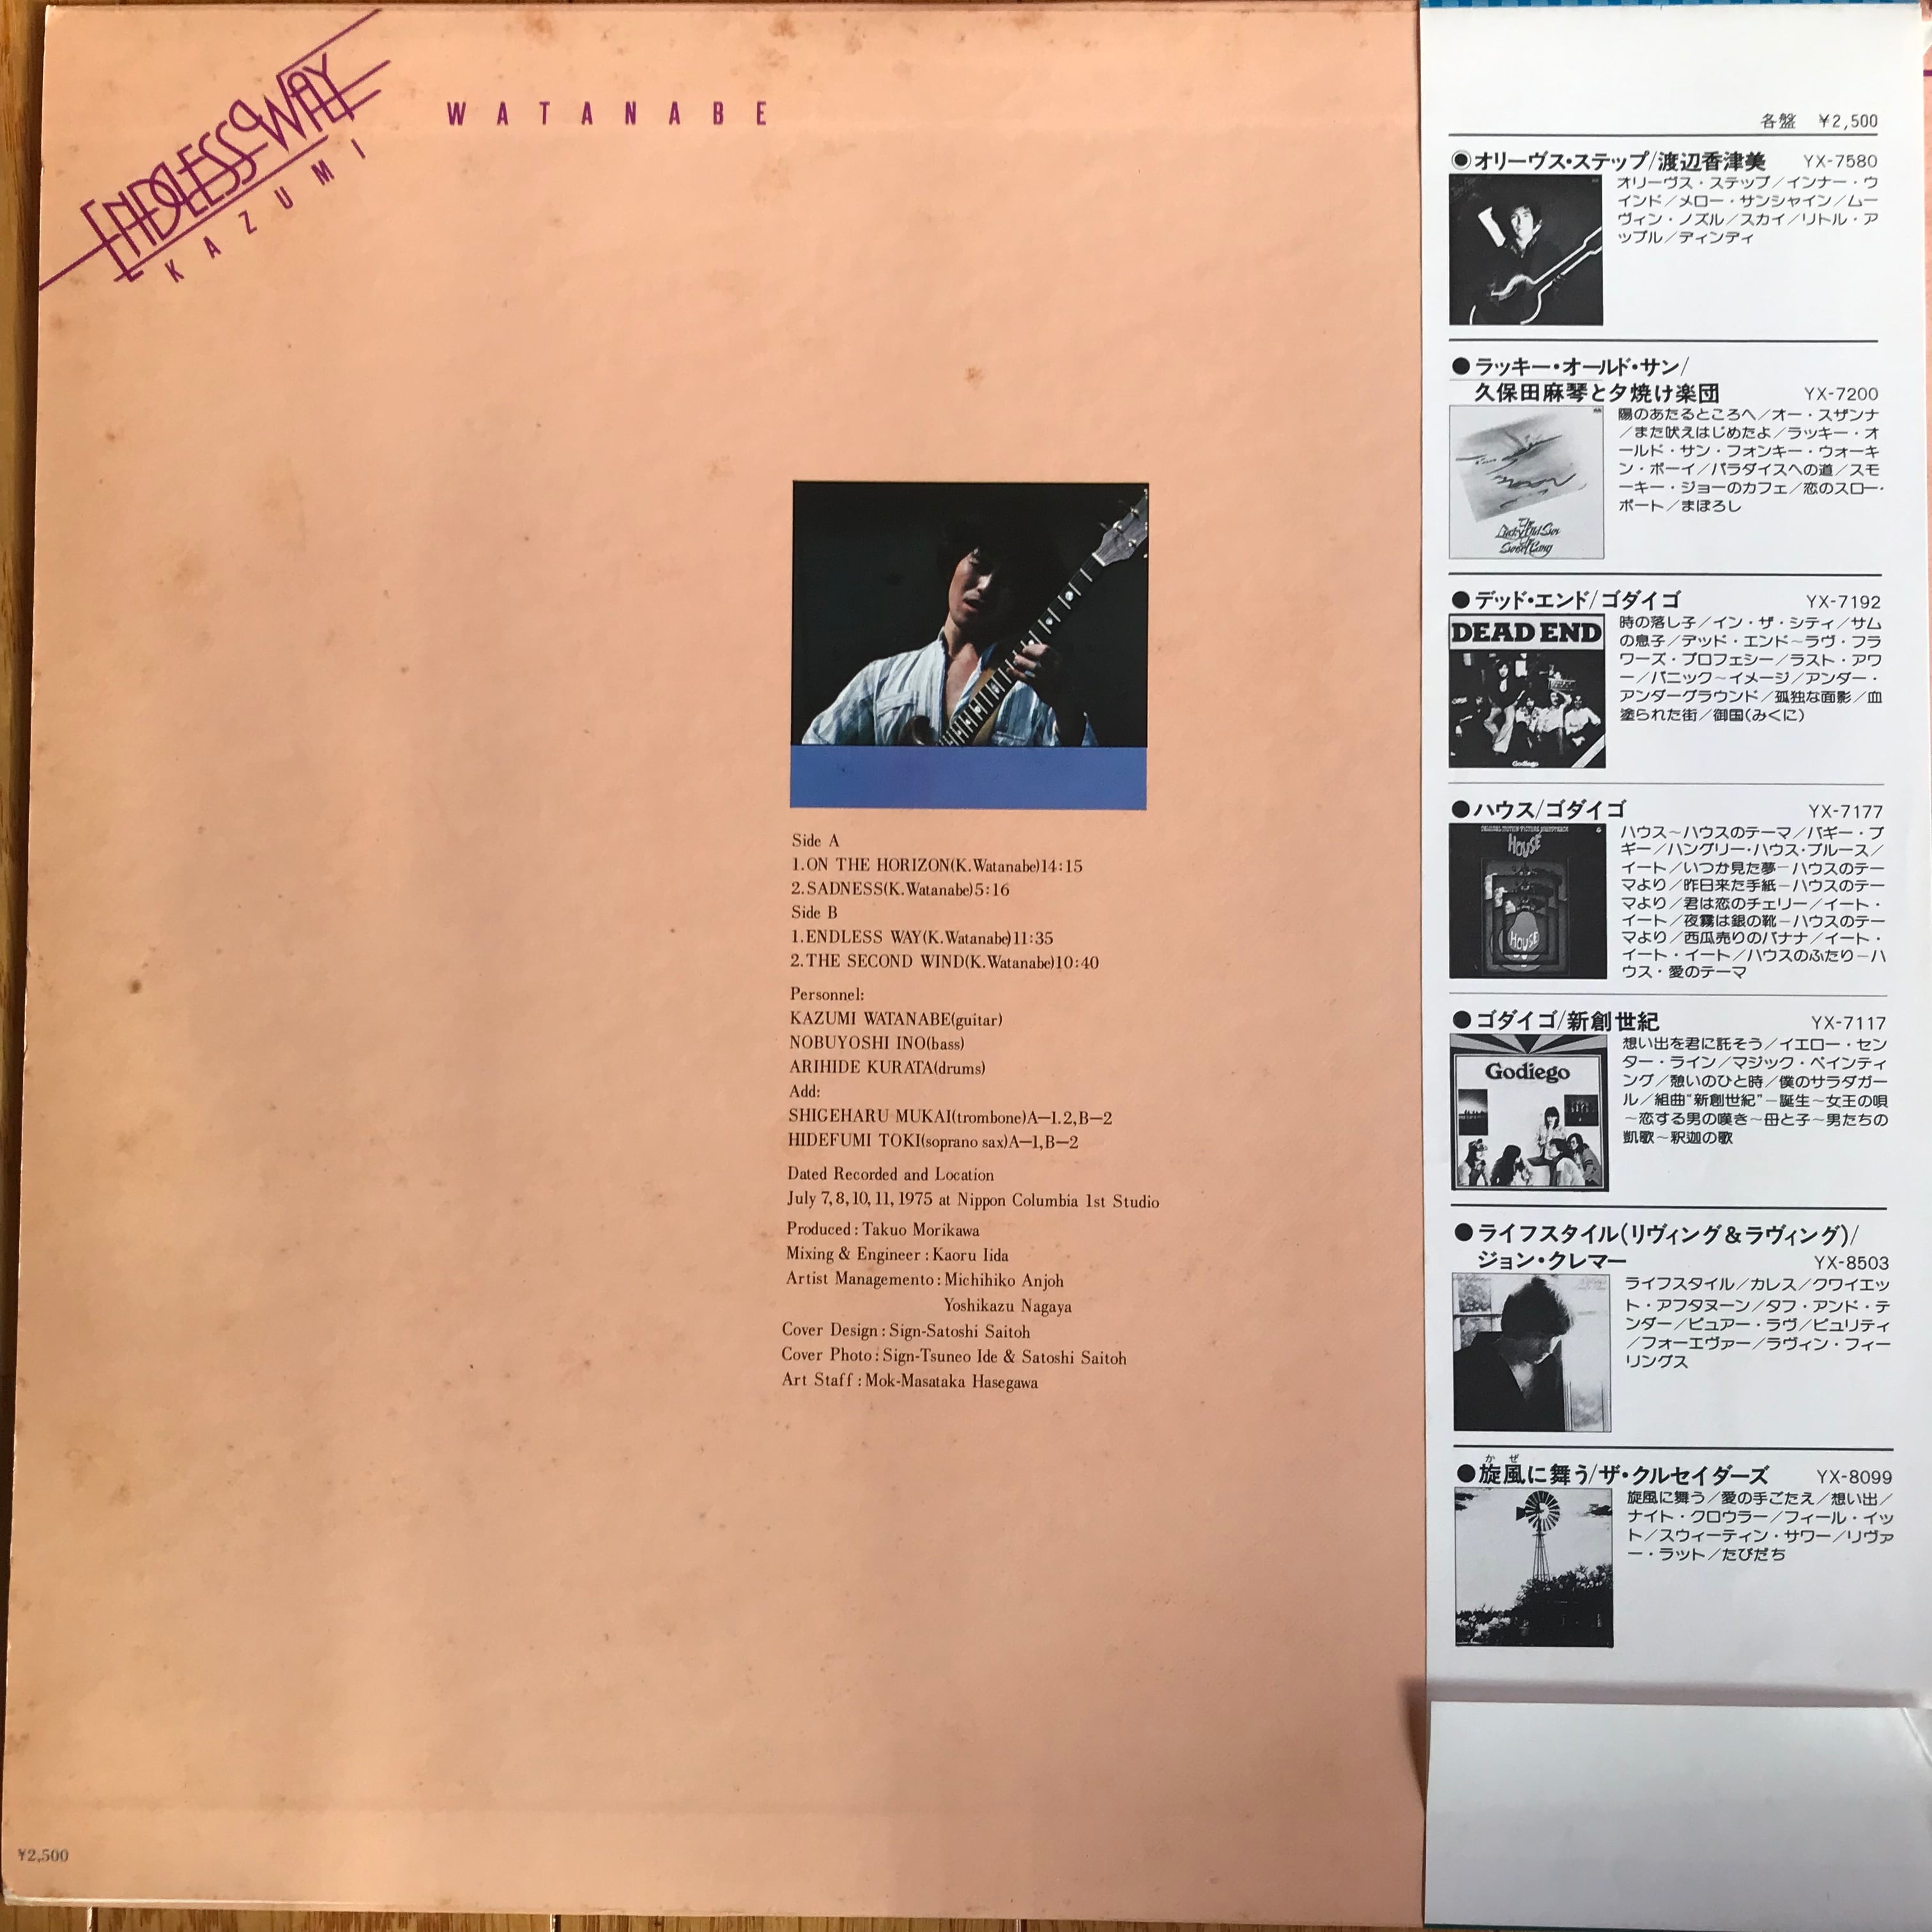 ENDLESS WAY
KAZUMI
WATANABE
Side A
1.ON THE HORIZON(K.Watanabe)14:15
2.SADNESS(K.Watanabe)5:16
Side B
1.ENDLESS WAY(K.Watanabe)11:35
2.THE SECOND WIND(K.Watanabe)10:40
Personnel:
KAZUMI WATANABE(guitar)
NOBUYOSHI INO(bass)
ARIHIDE KURATA(drums)
Add:
SHIGEHARU MUKAI(trombone)A—1.2,B—2
HIDEFUMI TOKI(soprano sax)A—1,B—2
Dated Recorded and Location
July 7,8,10,11,1975 at Nippon Columbia 1st Studio
Produced:Takuo Morikawa
Mixing & Engineer:Kaoru Iida
Artist Managemento:Michihiko Anjoh
Yoshikazu Nagaya
Cover Design:Sign-Satoshi Saitoh
Cover Photo:Sign-Tsuneo Ide & Satoshi Saitoh
Art Staff:Mok-Masataka Hasegawa
¥2,500
各盤 ¥2,500
◉オリーヴス・ステップ/渡辺香津美 YX-7580
オリーヴス・ステップ/インナー・ウ
インド/メロー・サンシャイン/ムー
ヴィン・ノズル/スカイ/リトル・ア
ップル/ディンディ
●ラッキー・オールド・サン/
久保田麻琴と夕焼け楽団 YX-7200
陽のあたるところへ/オー・スザンナ
/また吠えはじめたよ/ラッキー・オ
ールド・サン・フォンキー・ウォーキ
ン・ボーイ/パラダイスへの道/スモ
ーキー・ジョーのカフェ/恋のスロー・
ボート/まぼろし
●デッド・エンド/ゴダイゴ YX-7192
DEAD END
Godiego
時の落し子/イン・ザ・シティ/サム
の息子/デッド・エンド~ラヴ・フラ
ワーズ・プロフェシー/ラスト・アワ
ー/パニック~イメージ/アンダー・
アンダーグラウンド/孤独な面影/血
塗られた街/御国(みくに)
●ハウス/ゴダイゴ YX-7177
ORIGINAL MOTION PICTURE SOUNDTRACK
HOUSE
HOUSE
ハウス~ハウスのテーマ/バギー・ブ
ギー/ハングリー・ハウス・ブルース/
イート/いつか見た夢—ハウスのテー
マより/昨日来た手紙—ハウスのテー
マより/君は恋のチェリー/イート・
イート/夜霧は銀の靴—ハウスのテー
マより/西瓜売りのバナナ/イート・
イート・イート/ハウスのふたり—ハ
ウス・愛のテーマ
●ゴダイゴ/新創世紀 YX-7117
Godiego
想い出を君に託そう/イエロー・セン
ター・ライン/マジック・ペインティ
ング/憩いのひと時/僕のサラダガー
ル/組曲"新創世紀"—誕生~女王の唄
~恋する男の嘆き~母と子~男たちの
凱歌~釈迦の歌
●ライフスタイル(リヴィング&ラヴィング)/
ジョン・クレマー YX-8503
ライフスタイル/カレス/クワイエッ
ト・アフタヌーン/タフ・アンド・テ
ンダー/ピュアー・ラヴ/ピュリティ
/フォーエヴァー/ラヴィン・フィー
リングス
かぜ
●旋風に舞う/ザ・クルセイダーズ YX-8099
旋風に舞う/愛の手ごたえ/想い出/
ナイト・クロウラー/フィール・イッ
ト/スウィーティン・サワー/リヴァ
ー・ラット/たびだち